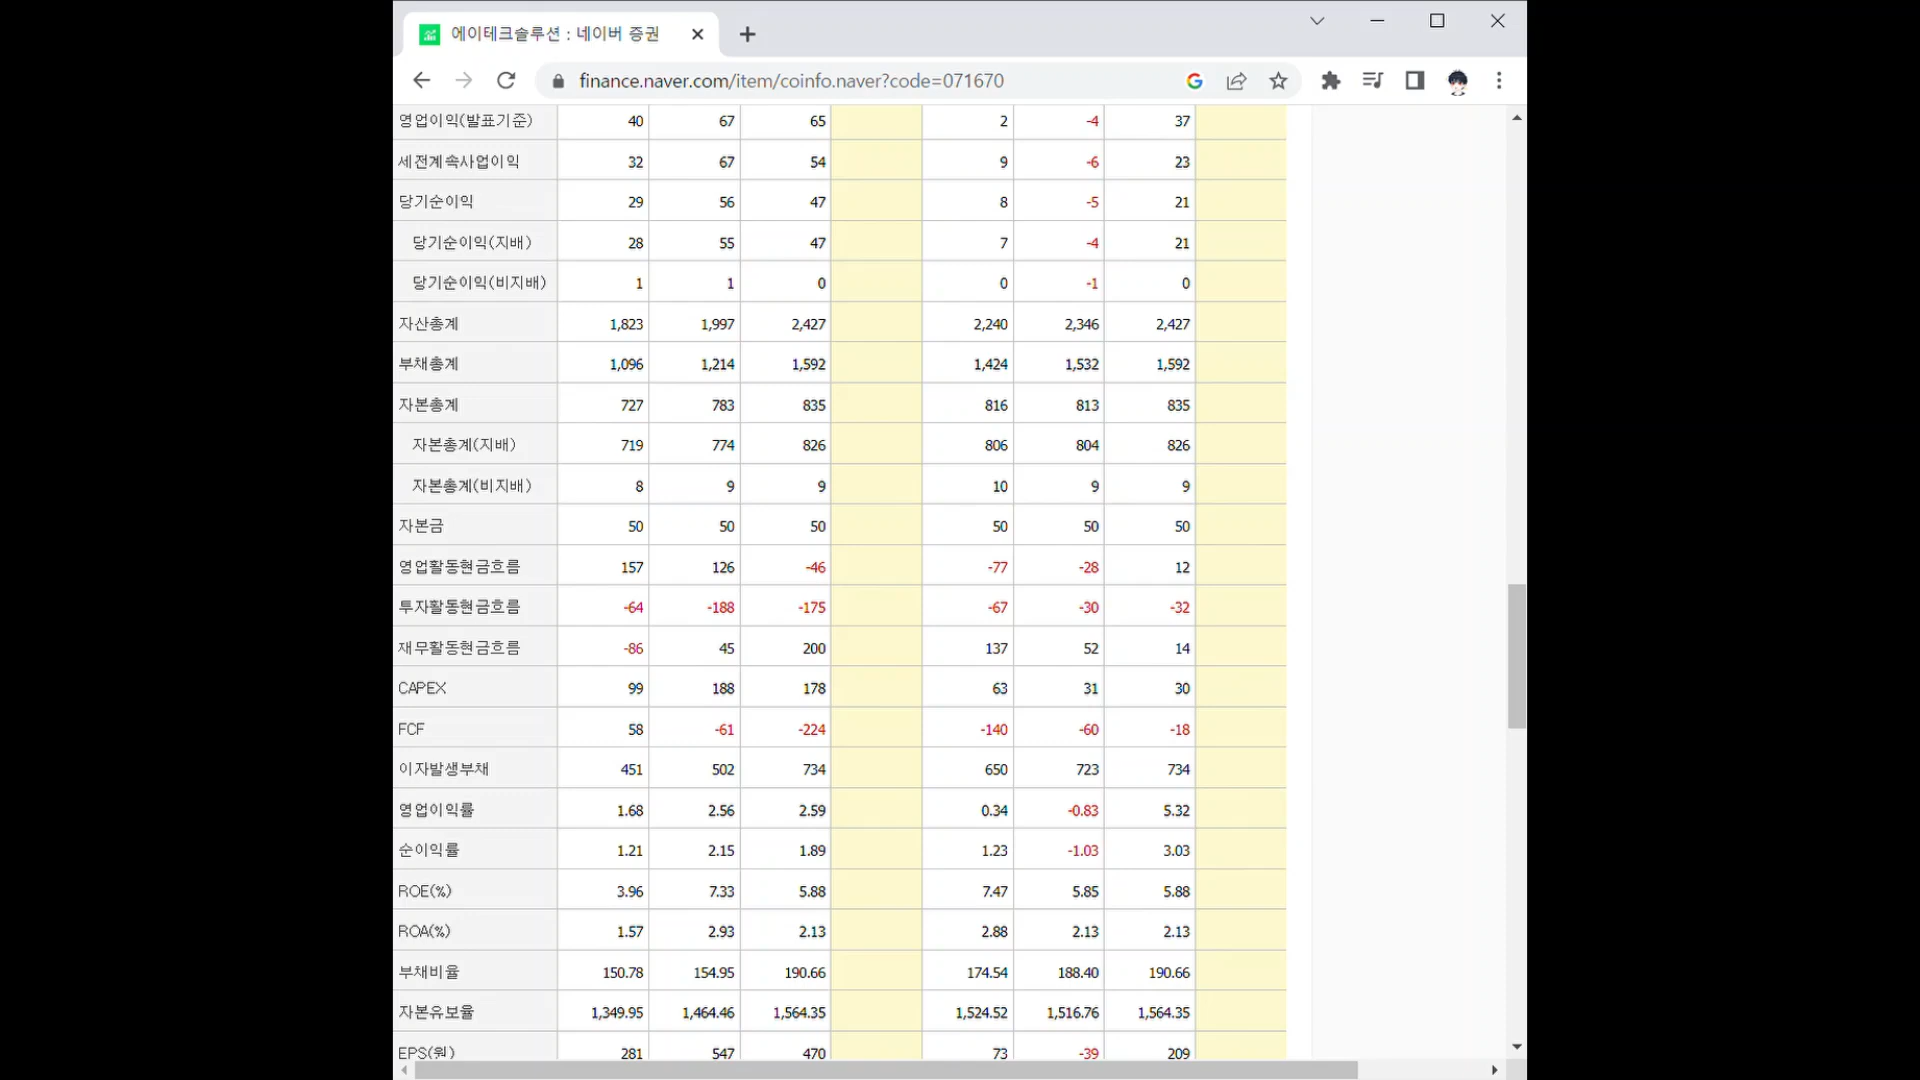 에이테크솔루션 : 네이버 증권
finance.naver.com/item/coinfo.naver?code=071670
영업이익(발표기준) 40 67 65 2 -4 37
세전계속사업이익 32 67 54 9 -6 23
당기순이익 29 56 47 8 -5 21
당기순이익(지배) 28 55 47 7 -4 21
당기순이익(비지배) 1 1 0 0 -1 0
자산총계 1,823 1,997 2,427 2,240 2,346 2,427
부채총계 1,096 1,214 1,592 1,424 1,532 1,592
자본총계 727 783 835 816 813 835
자본총계(지배) 719 774 826 806 804 826
자본총계(비지배) 8 9 9 10 9 9
자본금 50 50 50 50 50 50
영업활동현금흐름 157 126 -46 -77 -28 12
투자활동현금흐름 -64 -188 -175 -67 -30 -32
재무활동현금흐름 -86 45 200 137 52 14
CAPEX 99 188 178 63 31 30
FCF 58 -61 -224 -140 -60 -18
이자발생부채 451 502 734 650 723 734
영업이익률 1.68 2.56 2.59 0.34 -0.83 5.32
순이익률 1.21 2.15 1.89 1.23 -1.03 3.03
ROE(%) 3.96 7.33 5.88 7.47 5.85 5.88
ROA(%) 1.57 2.93 2.13 2.88 2.13 2.13
부채비율 150.78 154.95 190.66 174.54 188.40 190.66
자본유보율 1,349.95 1,464.46 1,564.35 1,524.52 1,516.76 1,564.35
EPS(원) 281 547 470 73 -39 209